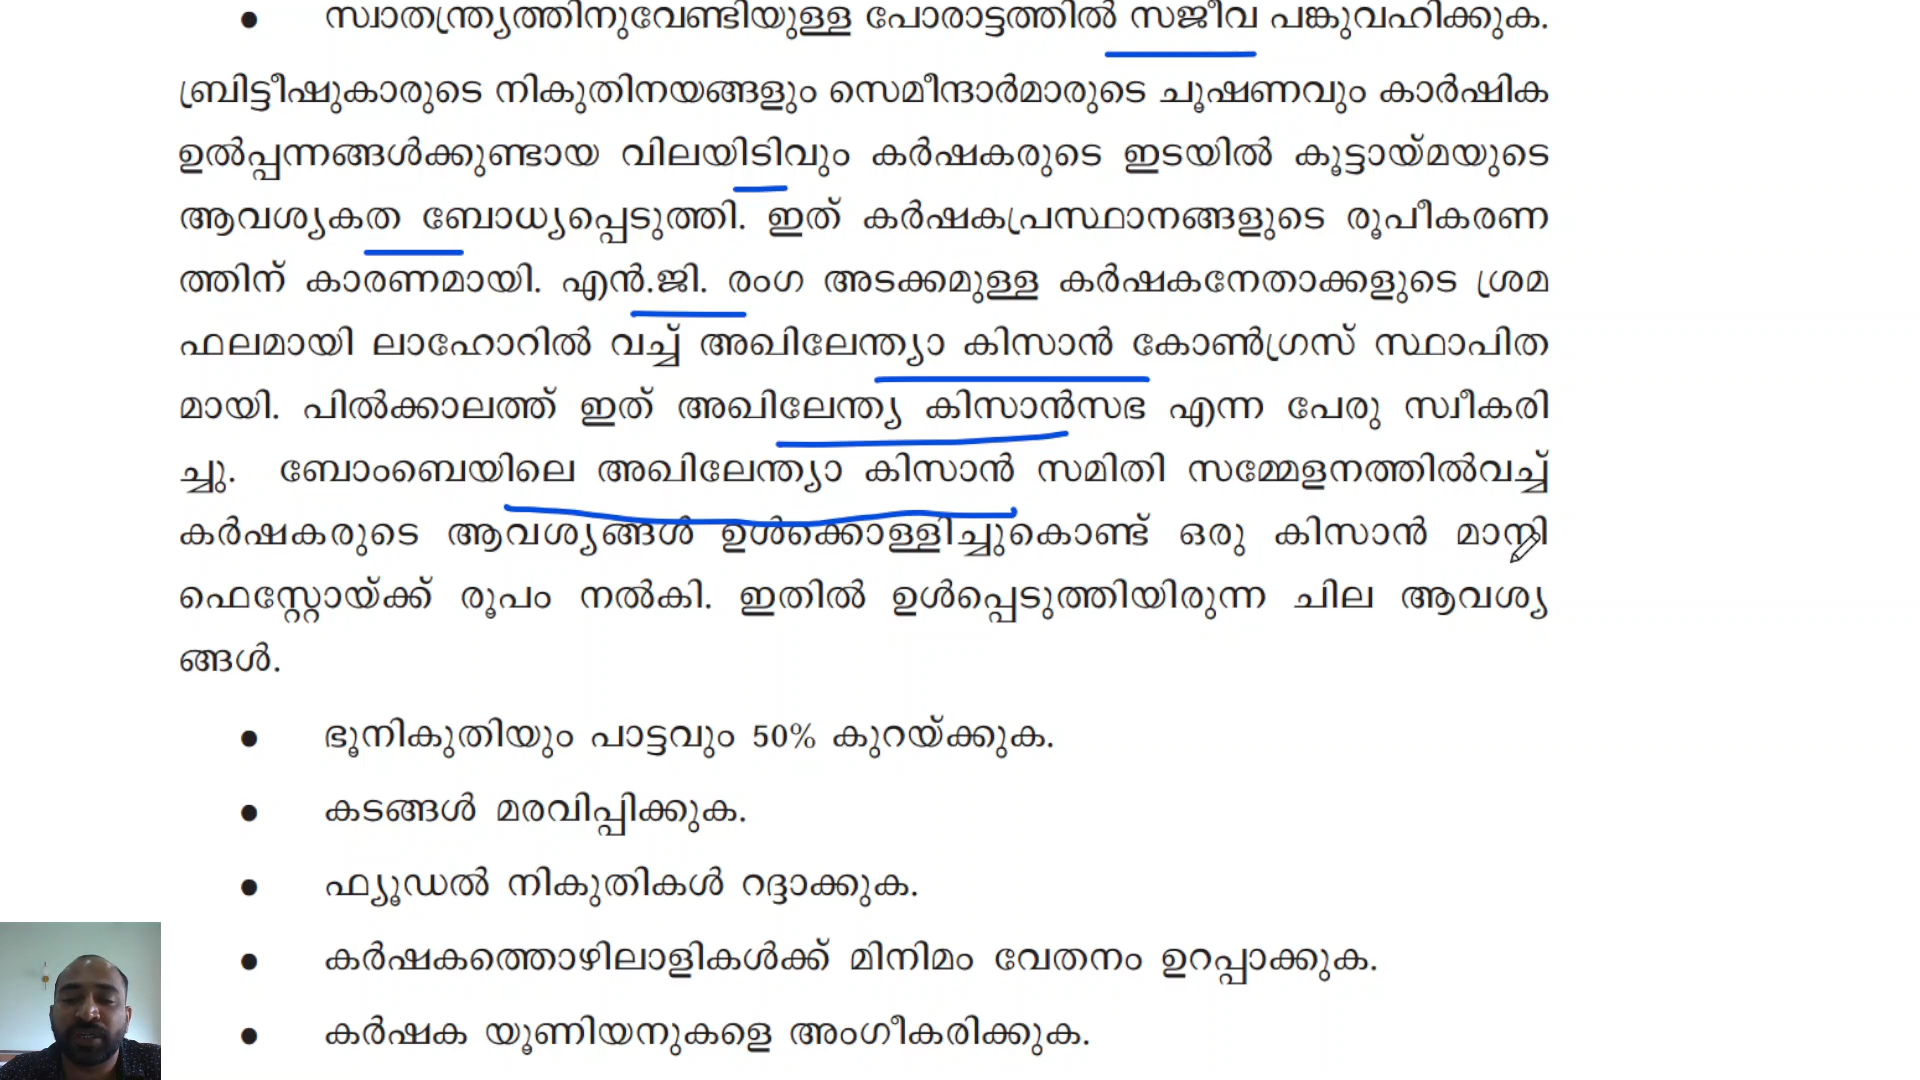 ● സ്വാതന്ത്ര്യത്തിനുവേണ്ടിയുള്ള പോരാട്ടത്തിൽ സജീവ പങ്കുവഹിക്കുക.
ബ്രിട്ടീഷുകാരുടെ നികുതിനയങ്ങളും സെമീന്ദാർമാരുടെ ചൂഷണവും കാർഷിക
ഉൽപ്പന്നങ്ങൾക്കുണ്ടായ വിലയിടിവും കർഷകരുടെ ഇടയിൽ കൂട്ടായ്മയുടെ
ആവശ്യകത ബോധ്യപ്പെടുത്തി. ഇത് കർഷകപ്രസ്ഥാനങ്ങളുടെ രൂപീകരണ
ത്തിന് കാരണമായി. എൻ.ജി. രംഗ അടക്കമുള്ള കർഷകനേതാക്കളുടെ ശ്രമ
ഫലമായി ലാഹോറിൽ വച്ച് അഖിലേന്ത്യാ കിസാൻ കോൺഗ്രസ് സ്ഥാപിത
മായി. പിൽക്കാലത്ത് ഇത് അഖിലേന്ത്യ കിസാൻസഭ എന്ന പേരു സ്വീകരി
ച്ചു. ബോംബെയിലെ അഖിലേന്ത്യാ കിസാൻ സമിതി സമ്മേളനത്തിൽവച്ച്
കർഷകരുടെ ആവശ്യങ്ങൾ ഉൾക്കൊള്ളിച്ചുകൊണ്ട് ഒരു കിസാൻ മാനി
ഫെസ്റ്റോയ്ക്ക് രൂപം നൽകി. ഇതിൽ ഉൾപ്പെടുത്തിയിരുന്ന ചില ആവശ്യ
ങ്ങൾ.
● ഭൂനികുതിയും പാട്ടവും 50% കുറയ്ക്കുക.
● കടങ്ങൾ മരവിപ്പിക്കുക.
● ഫ്യൂഡൽ നികുതികൾ റദ്ദാക്കുക.
● കർഷകത്തൊഴിലാളികൾക്ക് മിനിമം വേതനം ഉറപ്പാക്കുക.
● കർഷക യൂണിയനുകളെ അംഗീകരിക്കുക.